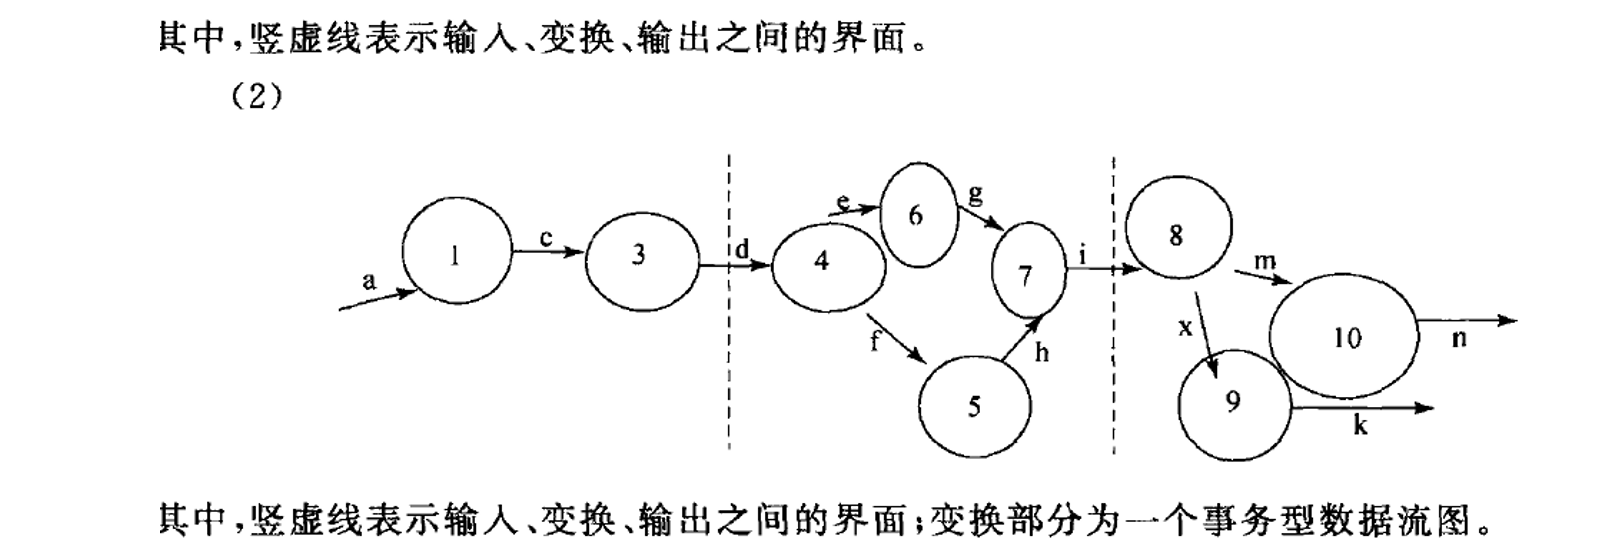 其中,竖虚线表示输入、变换、输出之间的界面。
(2)
a
1
c
3
d
4
e
6
g
7
f
5
h
i
8
m
x
10
n
9
k
其中,竖虚线表示输入、变换、输出之间的界面;变换部分为一个事务型数据流图。